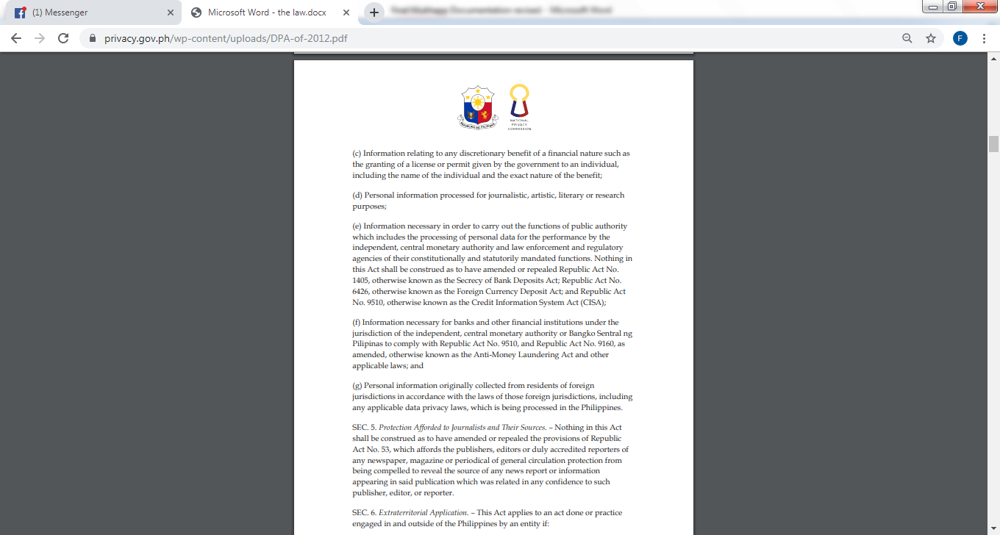 (1) Messenger
Microsoft Word - the law.docx
privacy.gov.ph/wp-content/uploads/DPA-of-2012.pdf
F
NATIONAL
PRIVACY
COMMISSION
(c) Information relating to any discretionary benefit of a financial nature such as
the granting of a license or permit given by the government to an individual,
including the name of the individual and the exact nature of the benefit;
(d) Personal information processed for journalistic, artistic, literary or research
purposes;
(e) Information necessary in order to carry out the functions of public authority
which includes the processing of personal data for the performance by the
independent, central monetary authority and law enforcement and regulatory
agencies of their constitutionally and statutorily mandated functions. Nothing in
this Act shall be construed as to have amended or repealed Republic Act No.
1405, otherwise known as the Secrecy of Bank Deposits Act; Republic Act No.
6426, otherwise known as the Foreign Currency Deposit Act; and Republic Act
No. 9510, otherwise known as the Credit Information System Act (CISA);
(f) Information necessary for banks and other financial institutions under the
jurisdiction of the independent, central monetary authority or Bangko Sentral ng
Pilipinas to comply with Republic Act No. 9510, and Republic Act No. 9160, as
amended, otherwise known as the Anti-Money Laundering Act and other
applicable laws; and
(g) Personal information originally collected from residents of foreign
jurisdictions in accordance with the laws of those foreign jurisdictions, including
any applicable data privacy laws, which is being processed in the Philippines.
SEC. 5. Protection Afforded to Journalists and Their Sources. – Nothing in this Act
shall be construed as to have amended or repealed the provisions of Republic
Act No. 53, which affords the publishers, editors or duly accredited reporters of
any newspaper, magazine or periodical of general circulation protection from
being compelled to reveal the source of any news report or information
appearing in said publication which was related in any confidence to such
publisher, editor, or reporter.
SEC. 6. Extraterritorial Application. – This Act applies to an act done or practice
engaged in and outside of the Philippines by an entity if: